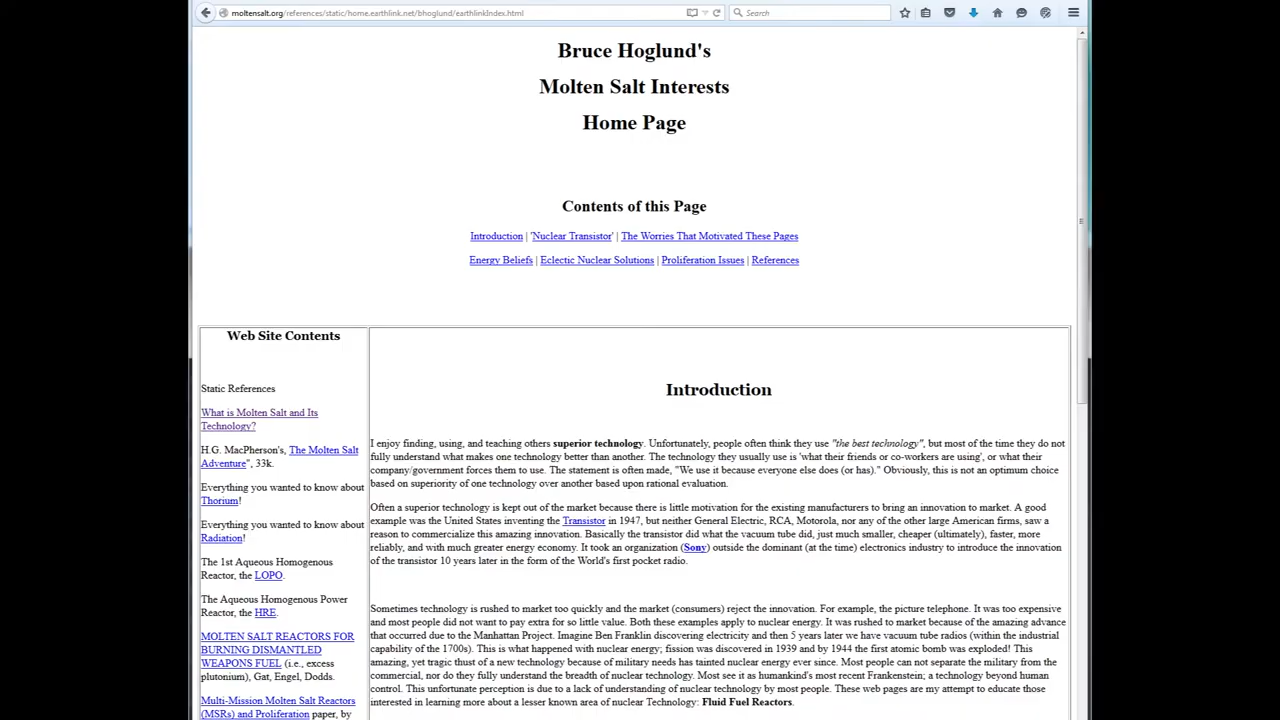 moltensalt.org/references/static/home.earthlink.net/bhoglund/earthlinkIndex.html
Search
Bruce Hoglund's
Molten Salt Interests
Home Page
Contents of this Page
Introduction | 'Nuclear Transistor' | The Worries That Motivated These Pages
Energy Beliefs | Eclectic Nuclear Solutions | Proliferation Issues | References
Web Site Contents
Static References
What is Molten Salt and Its
Technology?
H.G. MacPherson's, The Molten Salt
Adventure", 33k.
Everything you wanted to know about
Thorium!
Everything you wanted to know about
Radiation!
The 1st Aqueous Homogenous
Reactor, the LOPO.
The Aqueous Homogenous Power
Reactor, the HRE.
MOLTEN SALT REACTORS FOR
BURNING DISMANTLED
WEAPONS FUEL (i.e., excess
plutonium), Gat, Engel, Dodds.
Multi-Mission Molten Salt Reactors
(MSRs) and Proliferation paper, by
Introduction
I enjoy finding, using, and teaching others superior technology. Unfortunately, people often think they use "the best technology", but most of the time they do not
fully understand what makes one technology better than another. The technology they usually use is 'what their friends or co-workers are using', or what their
company/government forces them to use. The statement is often made, "We use it because everyone else does (or has)." Obviously, this is not an optimum choice
based on superiority of one technology over another based upon rational evaluation.
Often a superior technology is kept out of the market because there is little motivation for the existing manufacturers to bring an innovation to market. A good
example was the United States inventing the Transistor in 1947, but neither General Electric, RCA, Motorola, nor any of the other large American firms, saw a
reason to commercialize this amazing innovation. Basically the transistor did what the vacuum tube did, just much smaller, cheaper (ultimately), faster, more
reliably, and with much greater energy economy. It took an organization (Sony) outside the dominant (at the time) electronics industry to introduce the innovation
of the transistor 10 years later in the form of the World's first pocket radio.
Sometimes technology is rushed to market too quickly and the market (consumers) reject the innovation. For example, the picture telephone. It was too expensive
and most people did not want to pay extra for so little value. Both these examples apply to nuclear energy. It was rushed to market because of the amazing advance
that occurred due to the Manhattan Project. Imagine Ben Franklin discovering electricity and then 5 years later we have vacuum tube radios (within the industrial
capability of the 1700s). This is what happened with nuclear energy; fission was discovered in 1939 and by 1944 the first atomic bomb was exploded! This
amazing, yet tragic thust of a new technology because of military needs has tainted nuclear energy ever since. Most people can not separate the military from the
commercial, nor do they fully understand the breadth of nuclear technology. Most see it as humankind's most recent Frankenstein; a technology beyond human
control. This unfortunate perception is due to a lack of understanding of nuclear technology by most people. These web pages are my attempt to educate those
interested in learning more about a lesser known area of nuclear Technology: Fluid Fuel Reactors.